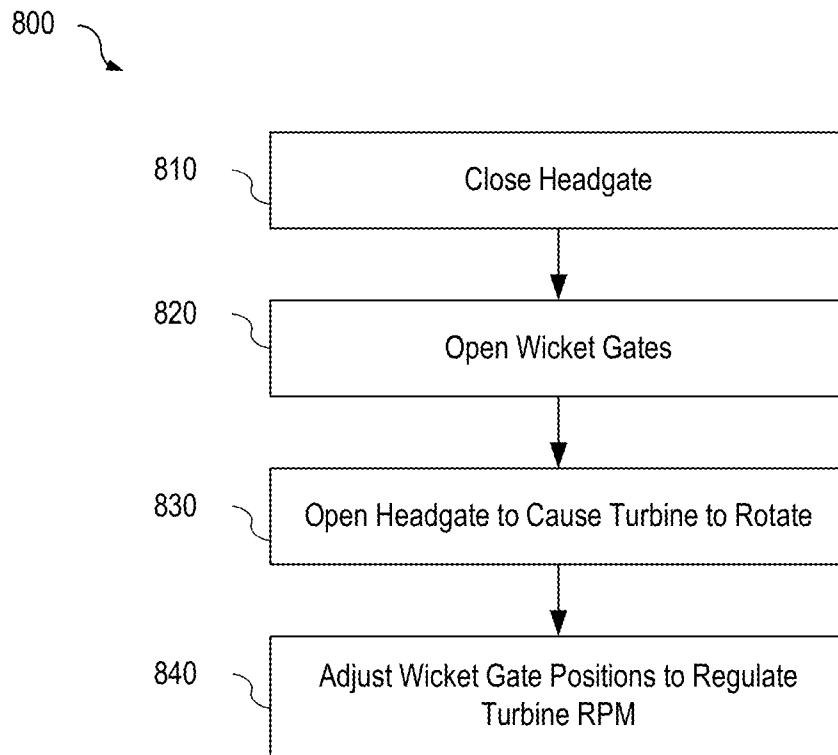 800
810
Close Headgate
820
Open Wicket Gates
830
Open Headgate to Cause Turbine to Rotate
840
Adjust Wicket Gate Positions to Regulate
Turbine RPM